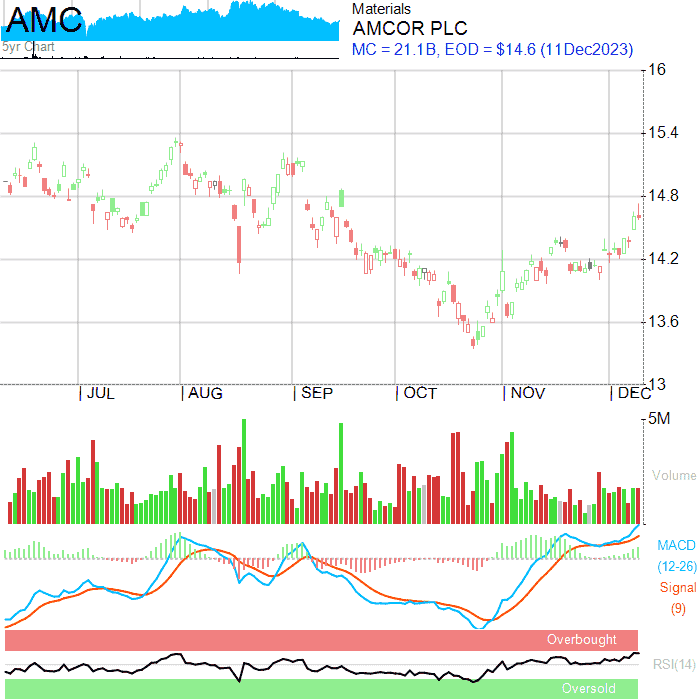 AMC
5yr Chart
Materials
AMCOR PLC
MC = 21.1B, EOD = $14.6 (11Dec2023)
16
15.4
14.8
14.2
13.6
13
JUL AUG SEP OCT NOV DEC
5M
Volume
MACD
(12-26)
Signal
(9)
Overbought
RSI(14)
Oversold